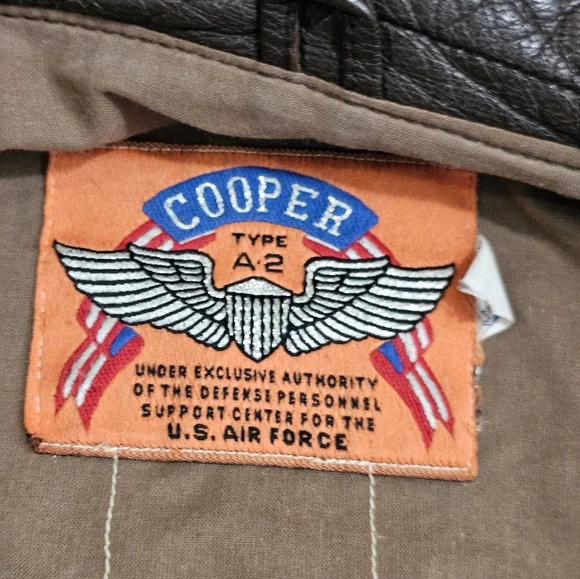 COOPER
TYPE
A·2
UNDER EXCLUSIVE AUTHORITY
OF THE DEFENSE PERSONNEL
SUPPORT CENTER FOR THE
U.S. AIR FORCE